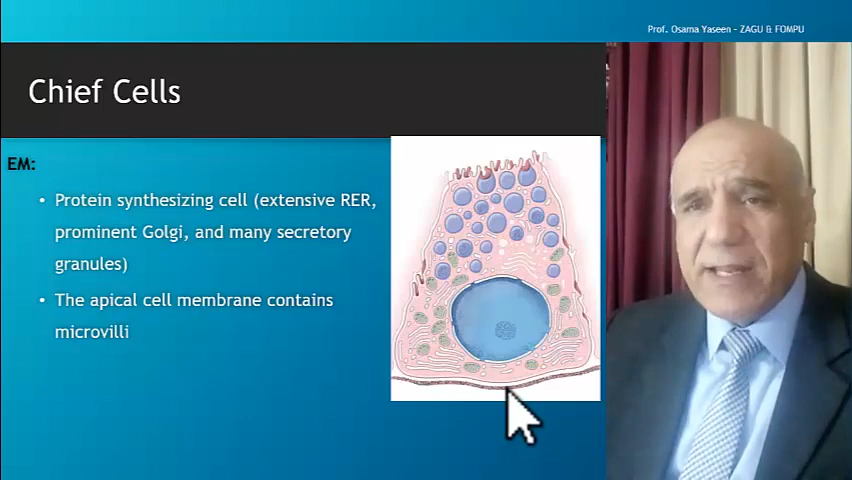 Prof. Osama Yaseen - ZAGU & FOMPU
Chief Cells
EM:
• Protein synthesizing cell (extensive RER,
prominent Golgi, and many secretory
granules)
• The apical cell membrane contains
microvilli